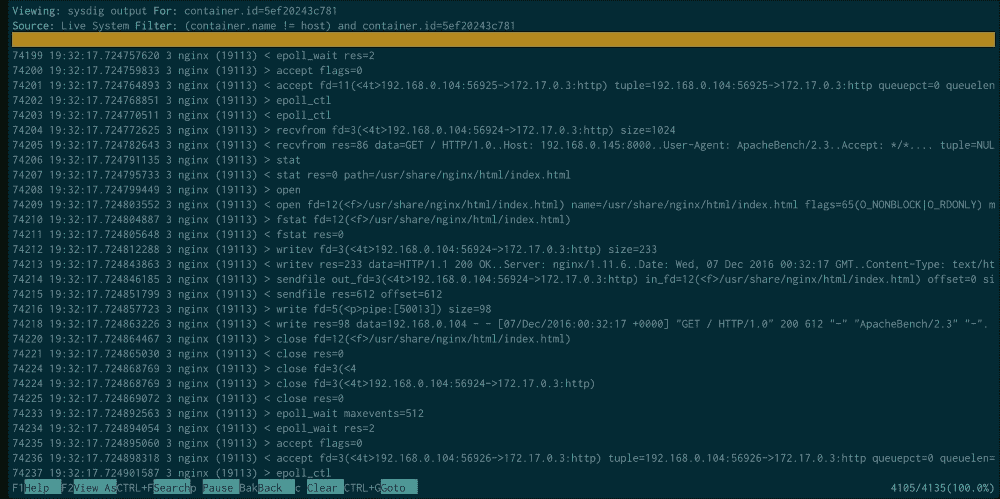 Viewing: sysdig output For: container.id=5ef20243c781
Source: Live System Filter: (container.name != host) and container.id=5ef20243c781
74199 19:32:17.724757620 3 nginx (19113) < epoll_wait res=2
74200 19:32:17.724759833 3 nginx (19113) > accept flags=0
74201 19:32:17.724764893 3 nginx (19113) < accept fd=11(<4t>192.168.0.104:56925->172.17.0.3:http) tuple=192.168.0.104:56925->172.17.0.3:http queuepct=0 queuelen
74202 19:32:17.724768851 3 nginx (19113) > epoll_ctl
74203 19:32:17.724770511 3 nginx (19113) < epoll_ctl
74204 19:32:17.724772625 3 nginx (19113) > recvfrom fd=3(<4t>192.168.0.104:56924->172.17.0.3:http) size=1024
74205 19:32:17.724782643 3 nginx (19113) < recvfrom res=86 data=GET / HTTP/1.0..Host: 192.168.0.145:8000..User-Agent: ApacheBench/2.3..Accept: */*.... tuple=NUL
74206 19:32:17.724791135 3 nginx (19113) > stat
74207 19:32:17.724795733 3 nginx (19113) < stat res=0 path=/usr/share/nginx/html/index.html
74208 19:32:17.724799449 3 nginx (19113) > open
74209 19:32:17.724803552 3 nginx (19113) < open fd=12(<f>/usr/share/nginx/html/index.html) name=/usr/share/nginx/html/index.html flags=65(O_NONBLOCK|O_RDONLY) m
74210 19:32:17.724804887 3 nginx (19113) > fstat fd=12(<f>/usr/share/nginx/html/index.html)
74211 19:32:17.724805648 3 nginx (19113) < fstat res=0
74212 19:32:17.724812288 3 nginx (19113) > writev fd=3(<4t>192.168.0.104:56924->172.17.0.3:http) size=233
74213 19:32:17.724843863 3 nginx (19113) < writev res=233 data=HTTP/1.1 200 OK..Server: nginx/1.11.6..Date: Wed, 07 Dec 2016 00:32:17 GMT..Content-Type: text/ht
74214 19:32:17.724846185 3 nginx (19113) > sendfile out_fd=3(<4t>192.168.0.104:56924->172.17.0.3:http) in_fd=12(<f>/usr/share/nginx/html/index.html) offset=0 si
74215 19:32:17.724851799 3 nginx (19113) < sendfile res=612 offset=612
74216 19:32:17.724857723 3 nginx (19113) > write fd=5(<p>pipe:[50013]) size=98
74218 19:32:17.724863226 3 nginx (19113) < write res=98 data=192.168.0.104 - - [07/Dec/2016:00:32:17 +0000] "GET / HTTP/1.0" 200 612 "-" "ApacheBench/2.3" "-".
74220 19:32:17.724864467 3 nginx (19113) > close fd=12(<f>/usr/share/nginx/html/index.html)
74221 19:32:17.724865030 3 nginx (19113) < close res=0
74224 19:32:17.724868769 3 nginx (19113) > close fd=3(<4
74224 19:32:17.724868769 3 nginx (19113) > close fd=3(<4t>192.168.0.104:56924->172.17.0.3:http)
74225 19:32:17.724869072 3 nginx (19113) < close res=0
74233 19:32:17.724892563 3 nginx (19113) > epoll_wait maxevents=512
74234 19:32:17.724894054 3 nginx (19113) < epoll_wait res=2
74235 19:32:17.724895060 3 nginx (19113) > accept flags=0
74236 19:32:17.724898318 3 nginx (19113) < accept fd=3(<4t>192.168.0.104:56926->172.17.0.3:http) tuple=192.168.0.104:56926->172.17.0.3:http queuepct=0 queuelen=
74237 19:32:17.724901587 3 nginx (19113) > epoll_ctl
F1Help F2View AsCTRL+FSearchp Pause BakBack c Clear CTRL+GGoto 4105/4135(100.0%)